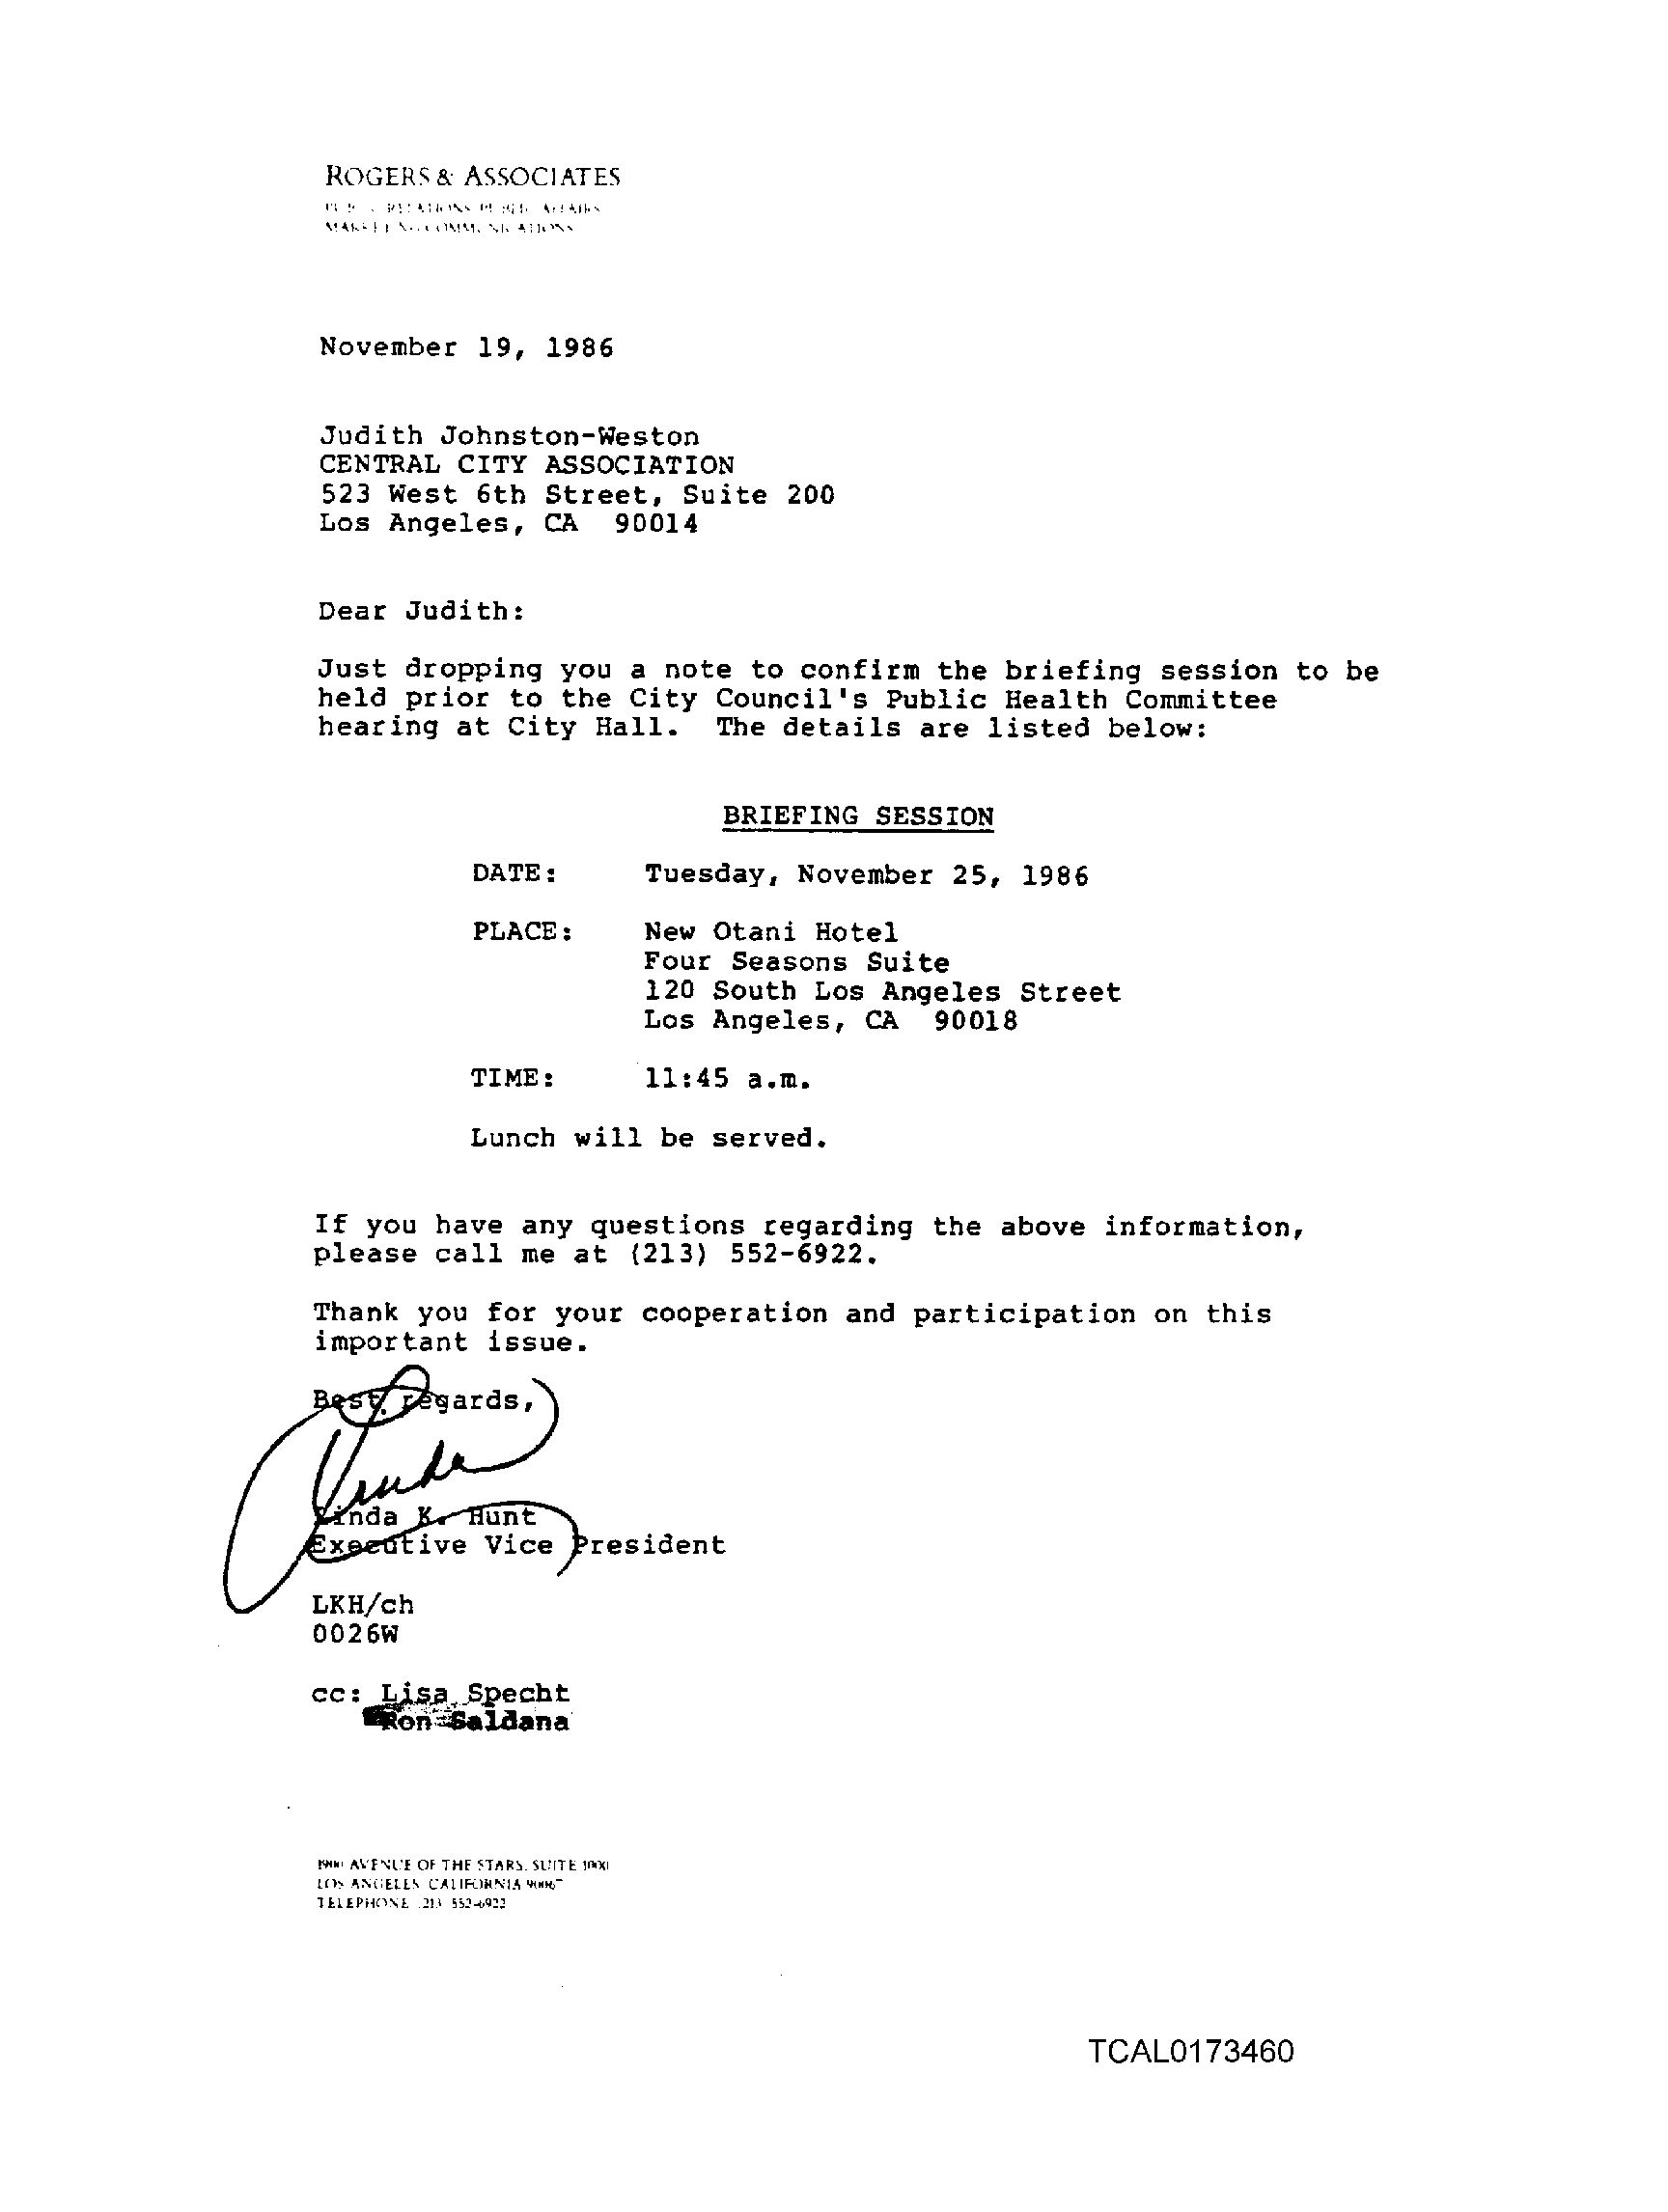 ROGERS & ASSOCIATES
November 19, 1986
Judith Johnston-Weston
CENTRAL CITY ASSOCIATION
523 West 6th Street, Suite 200
Los Angeles, CA 90014
Dear Judith:
Just dropping you a note to confirm the briefing session to be
held prior to the City Council's Public Health Committee
hearing at City Hall. The details are listed below:
BRIEFING SESSION
DATE: Tuesday, November 25, 1986
PLACE: New Otani Hotel
Four Seasons Suite
120 South Los Angeles Street
Los Angeles, CA 90018
TIME: 11:45 a.m.
Lunch will be served.
If you have any questions regarding the above information,
please call me at (213) 552-6922.
Thank you for your cooperation and participation on this
important issue.
Best regards,
Linda
Linda K. Hunt
Executive Vice President
LKH/ch
0026W
cc: Lisa Specht
Ron Saldana
AVENUE OF THE STARS, SUITE
LOS ANGELES, CALIFORNIA
TELEPHONE 213 552-6922
TCAL0173460